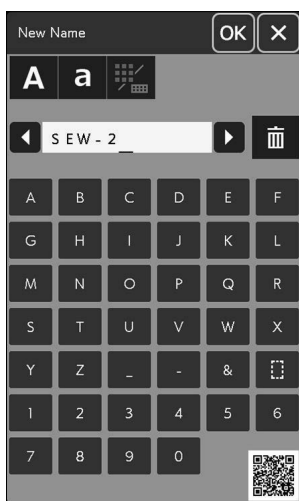 New Name OK X
A a
SEW-2_
A B C D E F
G H I J K L
M N O P Q R
S T U V W X
Y Z _ - &
1 2 3 4 5 6
7 8 9 0